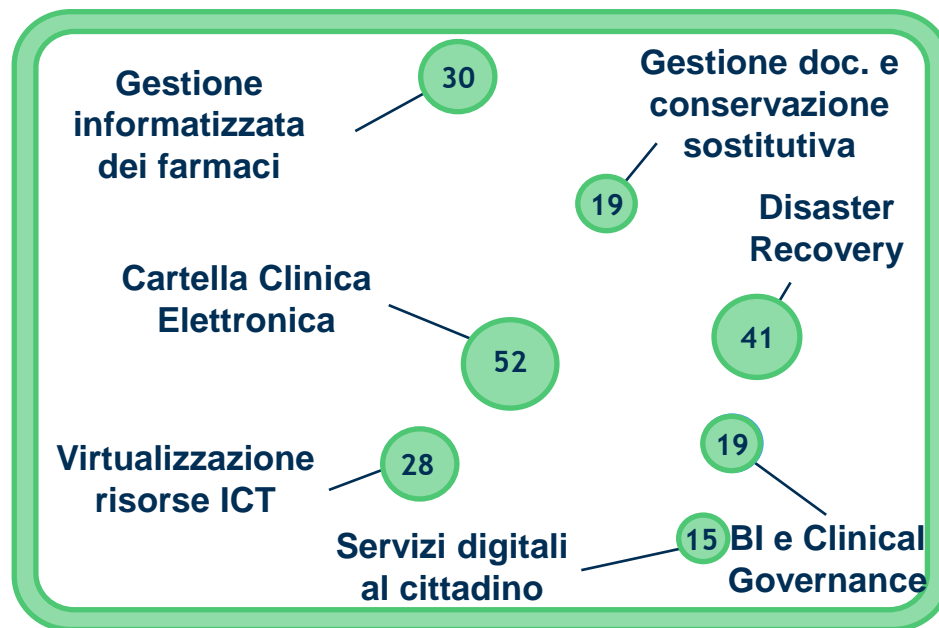 Gestione
informatizzata
dei farmaci
30
Gestione doc. e
conservazione
sostitutiva
19
Disaster
Recovery
41
Cartella Clinica
Elettronica
52
Virtualizzazione
risorse ICT
28
19
BI e Clinical
Governance
Servizi digitali
al cittadino
15